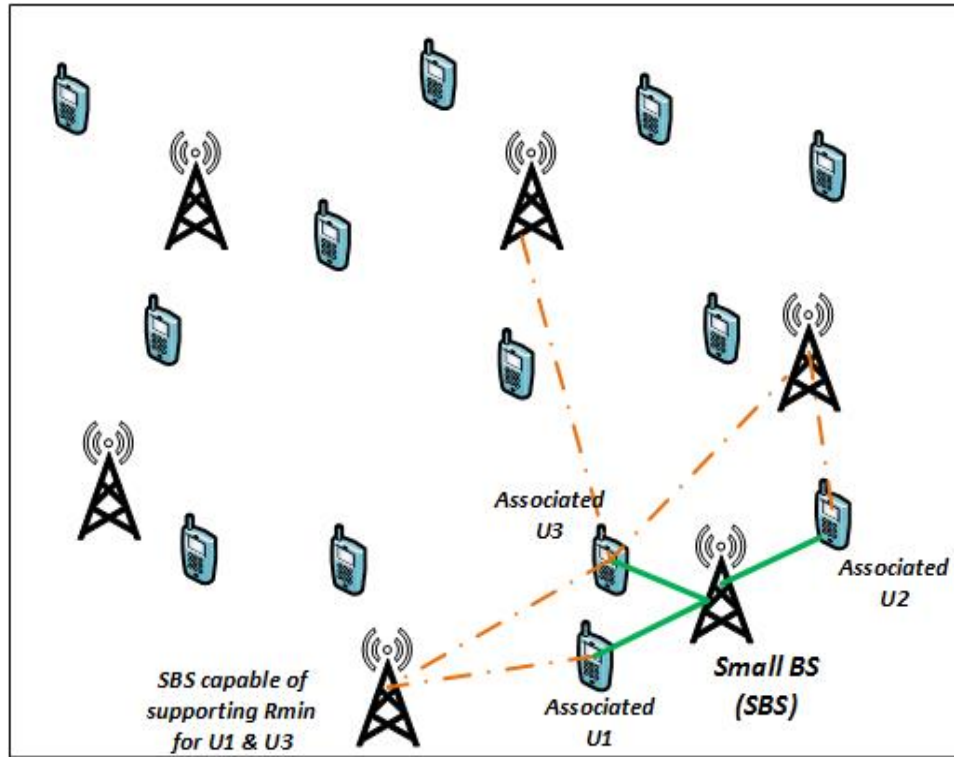 Associated
U3
Associated
U2
SBS capable of
supporting Rmin
for U1 & U3
Associated
U1
Small BS
(SBS)